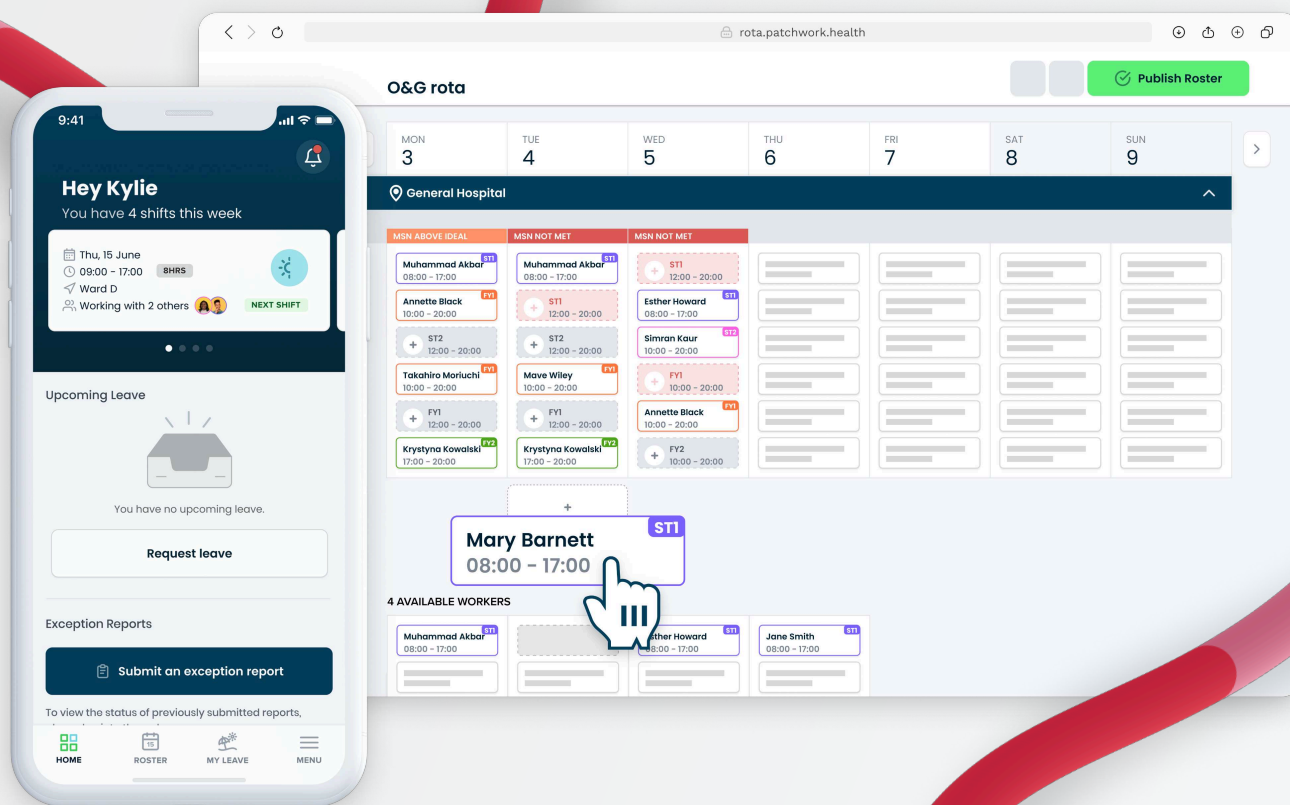 rota.patchwork.health
O&G rota
Publish Roster
MON
3
TUE
4
WED
5
THU
6
FRI
7
SAT
8
SUN
9
General Hospital
MSN ABOVE IDEAL
MSN NOT MET
MSN NOT MET
Muhammad Akbar ST1
08:00 - 17:00
Annette Black FY1
10:00 - 20:00
ST2
12:00 - 20:00
Takahiro Moriuchi FY1
10:00 - 20:00
FY1
12:00 - 20:00
Krystyna Kowalski FY2
17:00 - 20:00
Muhammad Akbar ST1
08:00 - 17:00
ST1
12:00 - 20:00
ST2
12:00 - 20:00
Mave Wiley FY1
10:00 - 20:00
FY1
12:00 - 20:00
Krystyna Kowalski FY2
17:00 - 20:00
ST1
12:00 - 20:00
Esther Howard ST1
08:00 - 17:00
Simran Kaur ST2
10:00 - 20:00
FY1
10:00 - 20:00
Annette Black FY1
10:00 - 20:00
FY2
10:00 - 20:00
+
Mary Barnett ST1
08:00 - 17:00
4 AVAILABLE WORKERS
Muhammad Akbar ST1
08:00 - 17:00
Howard ST1
17:00
Jane Smith ST1
08:00 - 17:00
9:41
Hey Kylie
You have 4 shifts this week
Thu, 15 June
09:00 - 17:00 8HRS
Ward D
Working with 2 others
NEXT SHIFT
Upcoming Leave
You have no upcoming leave.
Request leave
Exception Reports
Submit an exception report
To view the status of previously submitted reports,
15
HOME
ROSTER
MY LEAVE
MENU